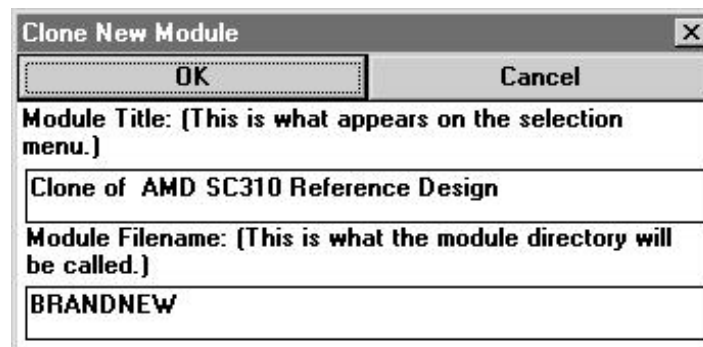 Clone New Module
OK Cancel
Module Title: (This is what appears on the selection
menu.)
Clone of AMD SC310 Reference Design
Module Filename: (This is what the module directory will
be called.)
BRANDNEW